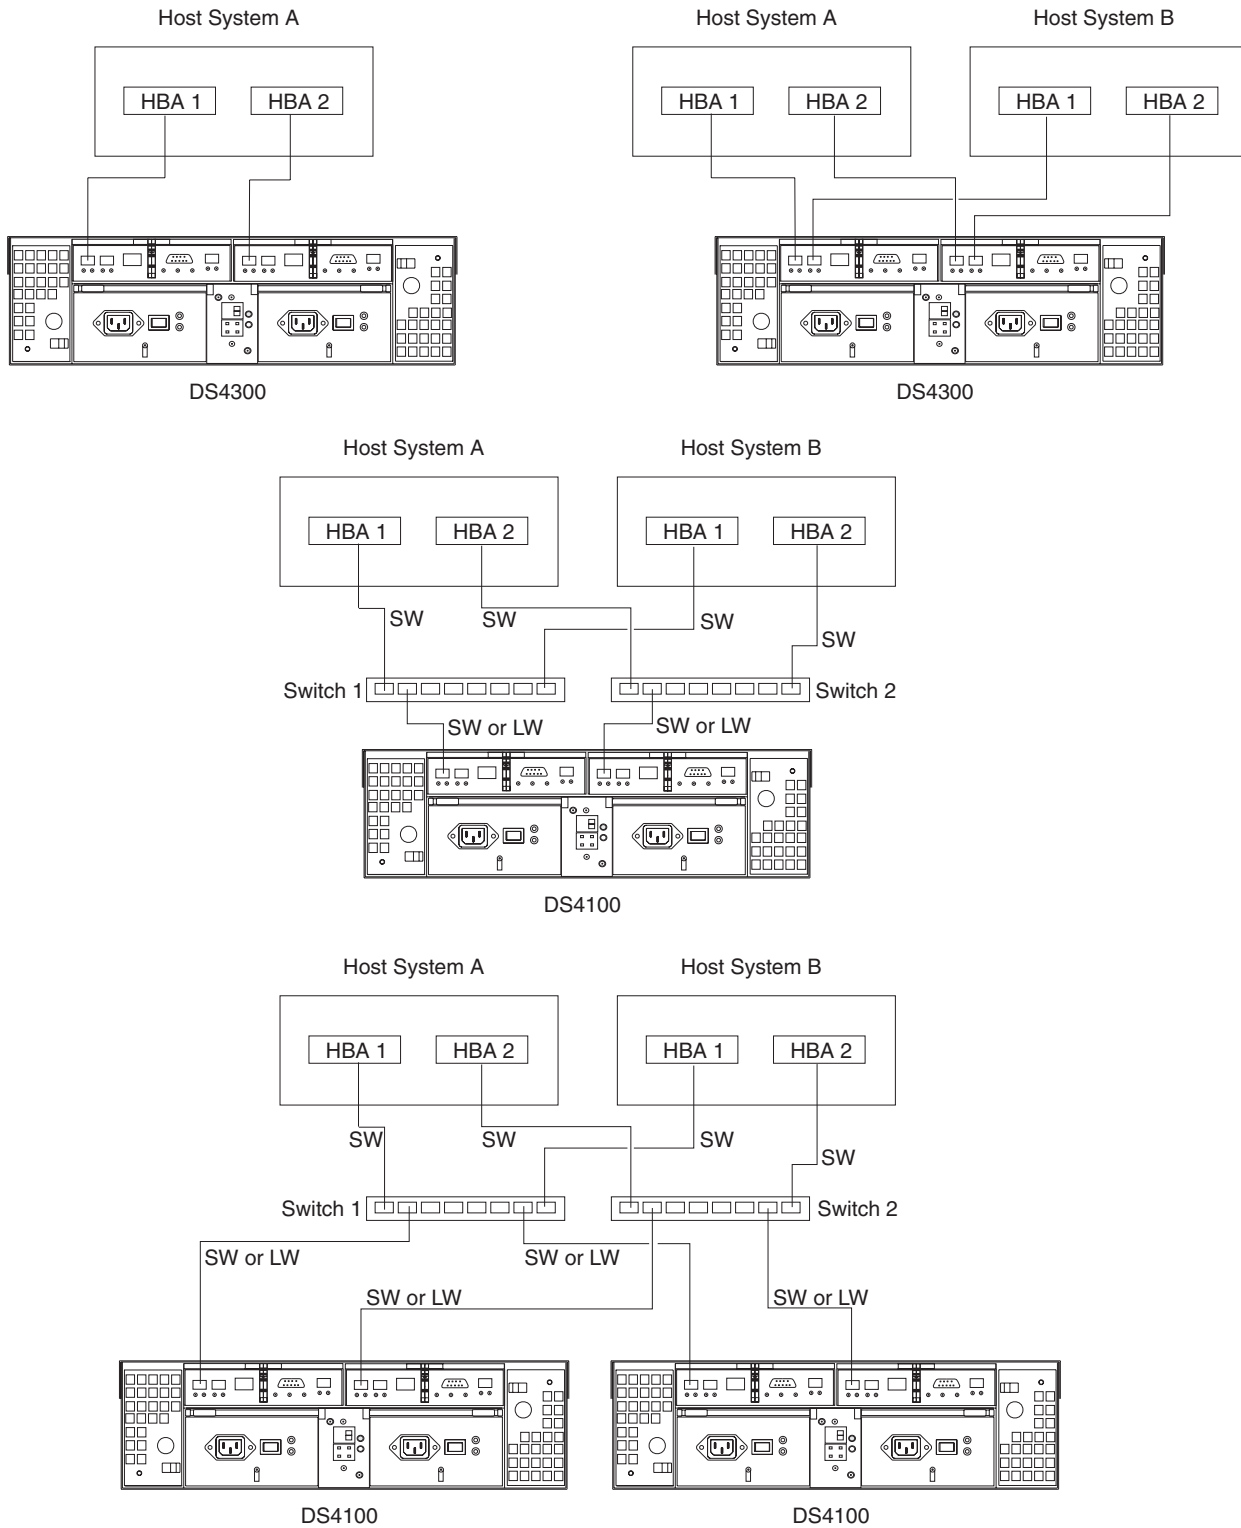 Host System A
Host System A
Host System B
HBA 1
HBA 2
HBA 1
HBA 2
HBA 1
HBA 2
DS4300
DS4300
Host System A
Host System B
HBA 1
HBA 2
HBA 1
HBA 2
SW
SW
SW
SW
Switch 1
Switch 2
SW or LW
SW or LW
DS4100
Host System A
Host System B
HBA 1
HBA 2
HBA 1
HBA 2
SW
SW
SW
SW
Switch 1
Switch 2
SW or LW
SW or LW
SW or LW
SW or LW
DS4100
DS4100